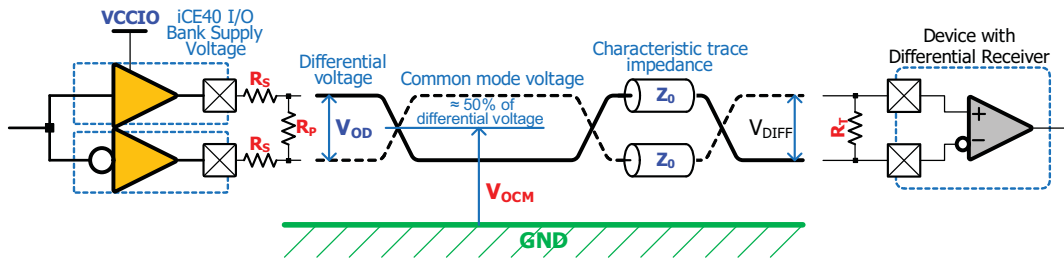 VCCIO
iCE40 I/O
Bank Supply
Voltage
RS
RP
RS
Differential
voltage
VOD
Common mode voltage
≈ 50% of
differential voltage
VOCM
GND
Characteristic trace
impedance
Z0
Z0
VDIFF
RT
Device with
Differential Receiver
+
−